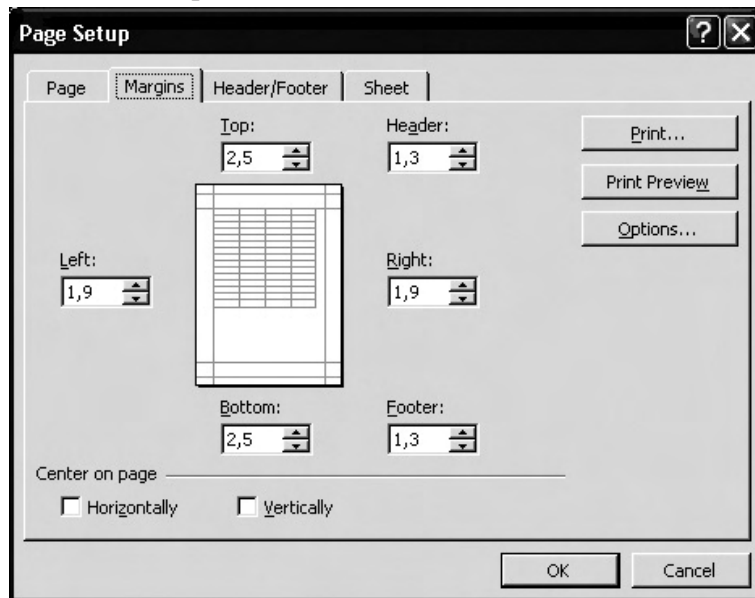 Page Setup
Page Margins Header/Footer Sheet
Top: Header:
2,5 1,3
Print...
Print Preview
Options...
Left: Right:
1,9 1,9
Bottom: Footer:
2,5 1,3
Center on page
Horizontally Vertically
OK Cancel